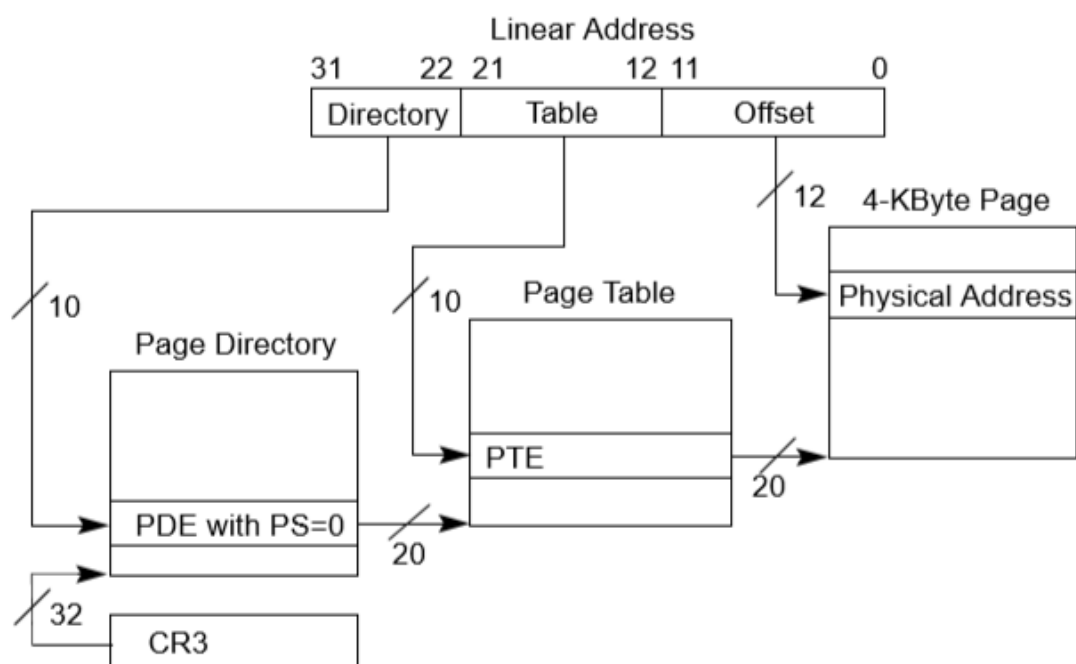 Linear Address
31 22 21 12 11 0
Directory Table Offset
12
4-KByte Page
10
10
Page Table
Physical Address
Page Directory
PTE
20
PDE with PS=0
20
32
CR3